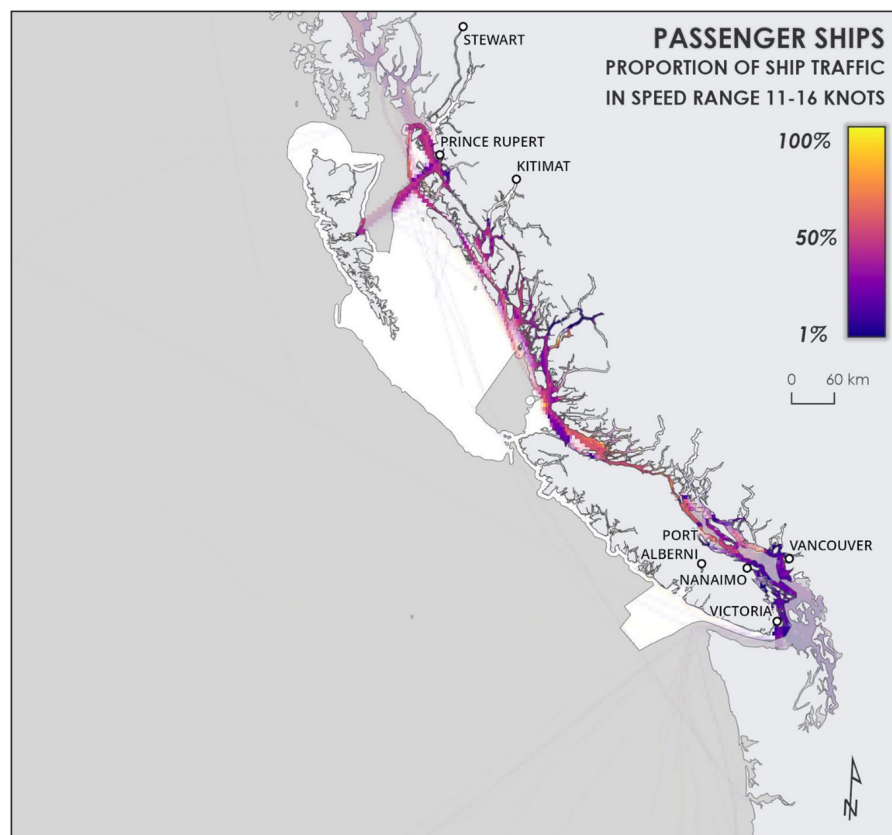 PASSENGER SHIPS
PROPORTION OF SHIP TRAFFIC
IN SPEED RANGE 11-16 KNOTS
STEWART
PRINCE RUPERT
KITIMAT
100%
50%
1%
0 60 km
PORT
ALBERNI
VANCOUVER
NANAIMO
VICTORIA
N